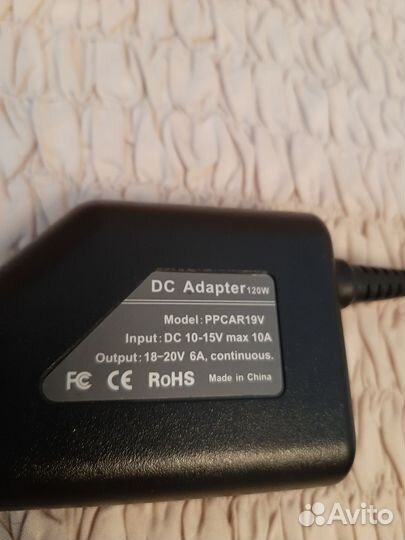 DC Adapter 120W
Model: PPCAR19V
Input: DC 10-15V max 10A
Output: 18-20V 6A, continuous.
FC CE RoHS Made in China
Avito